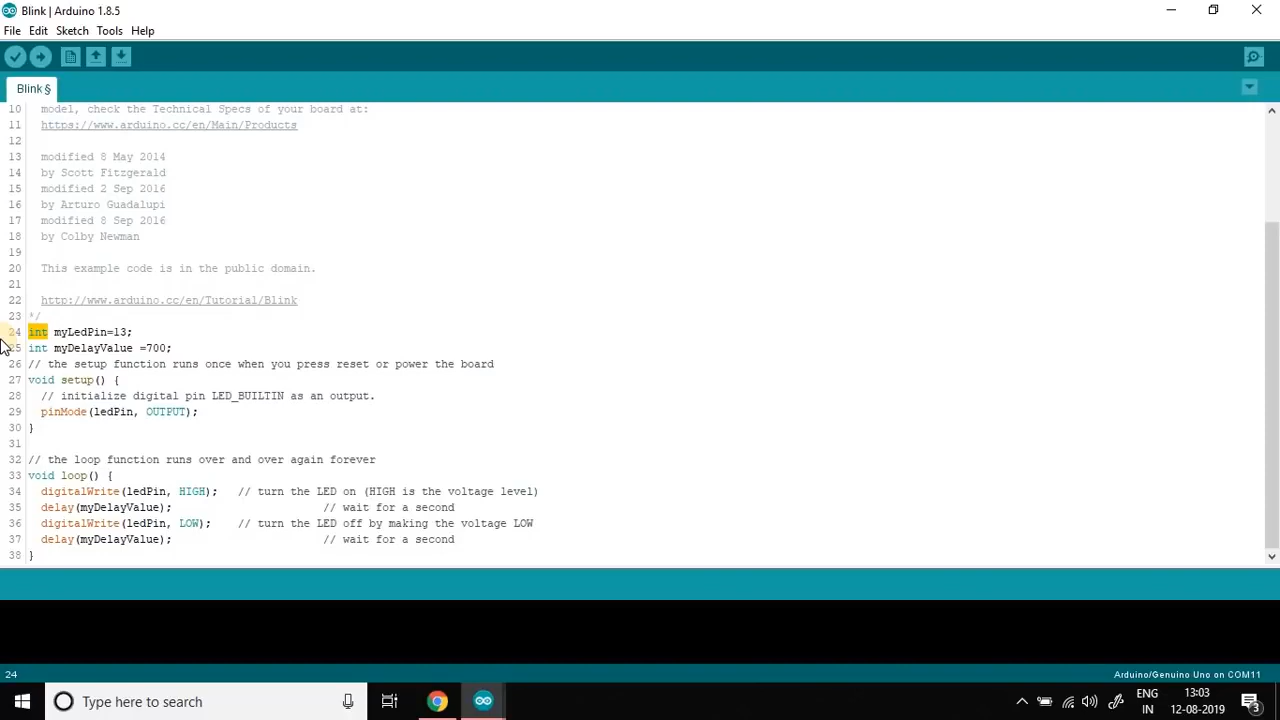 Blink | Arduino 1.8.5
File Edit Sketch Tools Help
Blink §
10 model, check the Technical Specs of your board at:
11 https://www.arduino.cc/en/Main/Products
12
13 modified 8 May 2014
14 by Scott Fitzgerald
15 modified 2 Sep 2016
16 by Arturo Guadalupi
17 modified 8 Sep 2016
18 by Colby Newman
19
20 This example code is in the public domain.
21
22 http://www.arduino.cc/en/Tutorial/Blink
23 */
24 int myLedPin=13;
25 int myDelayValue =700;
26 // the setup function runs once when you press reset or power the board
27 void setup() {
28 // initialize digital pin LED_BUILTIN as an output.
29 pinMode(ledPin, OUTPUT);
30 }
31
32 // the loop function runs over and over again forever
33 void loop() {
34 digitalWrite(ledPin, HIGH); // turn the LED on (HIGH is the voltage level)
35 delay(myDelayValue); // wait for a second
36 digitalWrite(ledPin, LOW); // turn the LED off by making the voltage LOW
37 delay(myDelayValue); // wait for a second
38 }
24 Arduino/Genuino Uno on COM11
Type here to search
ENG 13:03
IN 12-08-2019 3